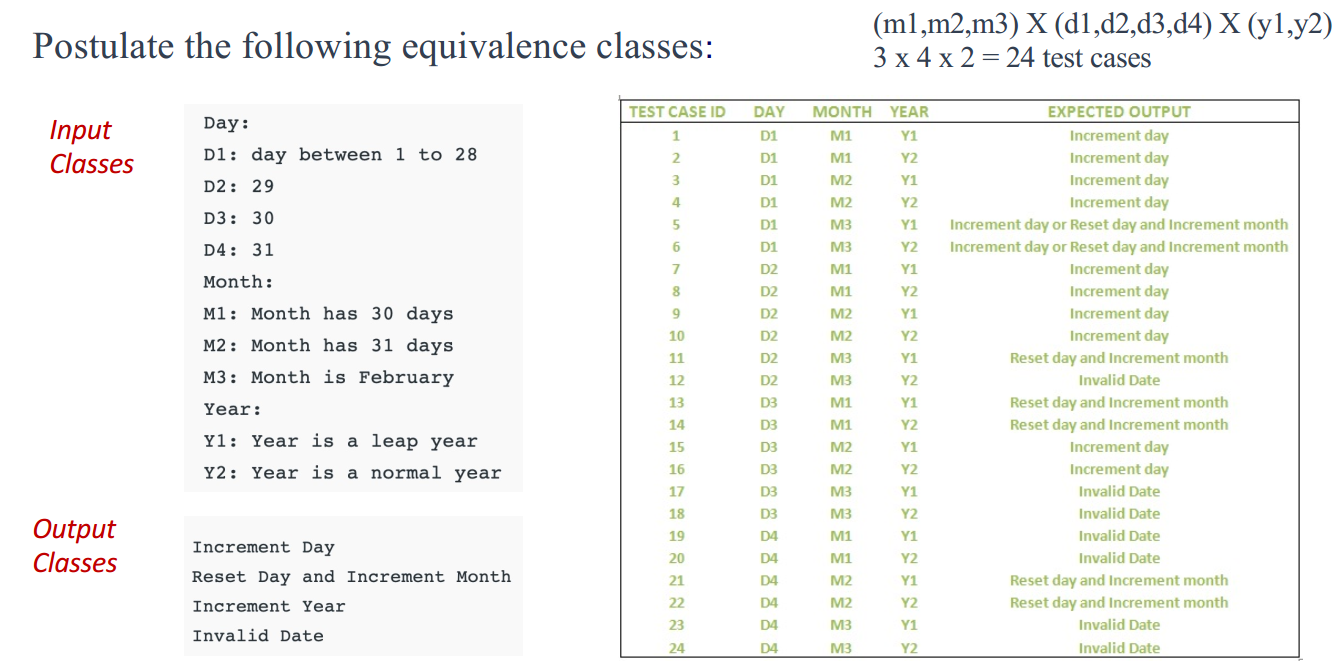 Postulate the following equivalence classes:
(m1,m2,m3) X (d1,d2,d3,d4) X (y1,y2)
3 x 4 x 2 = 24 test cases
Input
Classes
Day:
D1: day between 1 to 28
D2: 29
D3: 30
D4: 31
Month:
M1: Month has 30 days
M2: Month has 31 days
M3: Month is February
Year:
Y1: Year is a leap year
Y2: Year is a normal year
Output
Classes
Increment Day
Reset Day and Increment Month
Increment Year
Invalid Date
TEST CASE ID DAY MONTH YEAR EXPECTED OUTPUT
1 D1 M1 Y1 Increment day
2 D1 M1 Y2 Increment day
3 D1 M2 Y1 Increment day
4 D1 M2 Y2 Increment day
5 D1 M3 Y1 Increment day or Reset day and Increment month
6 D1 M3 Y2 Increment day or Reset day and Increment month
7 D2 M1 Y1 Increment day
8 D2 M1 Y2 Increment day
9 D2 M2 Y1 Increment day
10 D2 M2 Y2 Increment day
11 D2 M3 Y1 Reset day and Increment month
12 D2 M3 Y2 Invalid Date
13 D3 M1 Y1 Reset day and Increment month
14 D3 M1 Y2 Reset day and Increment month
15 D3 M2 Y1 Increment day
16 D3 M2 Y2 Increment day
17 D3 M3 Y1 Invalid Date
18 D3 M3 Y2 Invalid Date
19 D4 M1 Y1 Invalid Date
20 D4 M1 Y2 Invalid Date
21 D4 M2 Y1 Reset day and Increment month
22 D4 M2 Y2 Reset day and Increment month
23 D4 M3 Y1 Invalid Date
24 D4 M3 Y2 Invalid Date